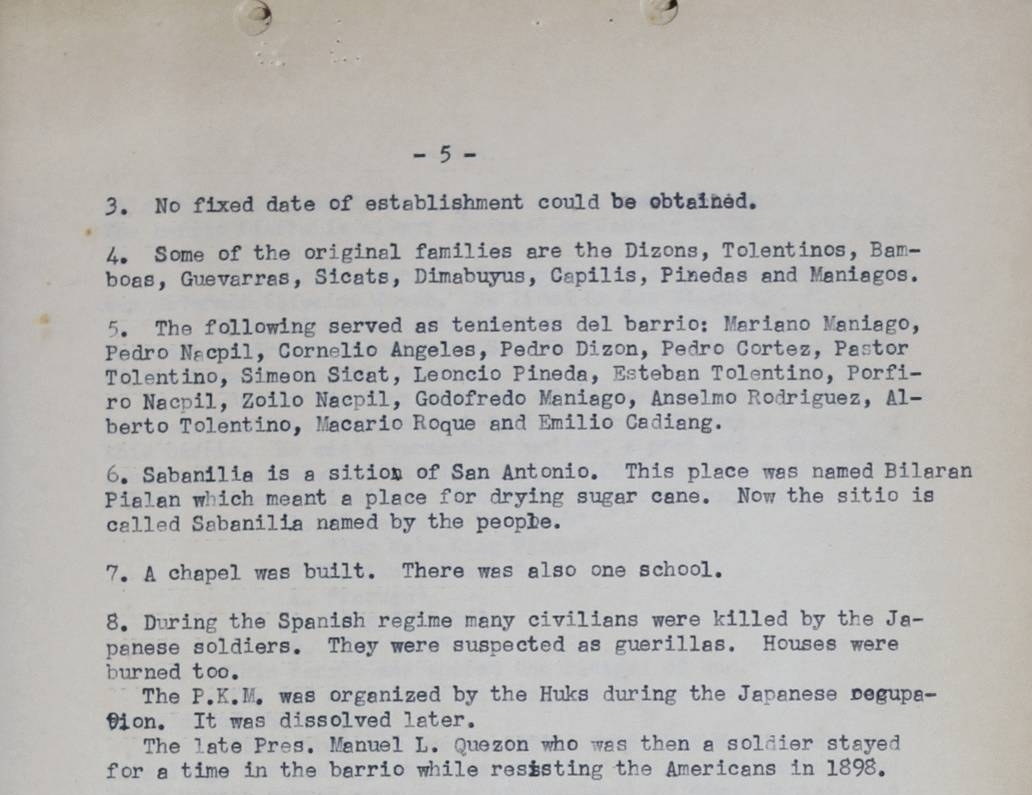 - 5 -
3. No fixed date of establishment could be obtained.
4. Some of the original families are the Dizons, Tolentinos, Bam-
boas, Guevarras, Sicats, Dimabuyus, Capilis, Pinedas and Maniagos.
5. The following served as tenientes del barrio: Mariano Maniago,
Pedro Nacpil, Cornelio Angeles, Pedro Dizon, Pedro Cortez, Pastor
Tolentino, Simeon Sicat, Leoncio Pineda, Esteban Tolentino, Porfi-
ro Nacpil, Zoilo Nacpil, Godofredo Maniago, Anselmo Rodriguez, Al-
berto Tolentino, Macario Roque and Emilio Cadiang.
6. Sabanilia is a sition of San Antonio. This place was named Bilaran
Pialan which meant a place for drying sugar cane. Now the sitio is
called Sabanilia named by the people.
7. A chapel was built. There was also one school.
8. During the Spanish regime many civilians were killed by the Ja-
panese soldiers. They were suspected as guerillas. Houses were
burned too.
The P.K.M. was organized by the Huks during the Japanese
It was dissolved later.
The late Pres. Manuel L. Quezon who was then a soldier stayed
for a time in the barrio while resisting the Americans in 1898.